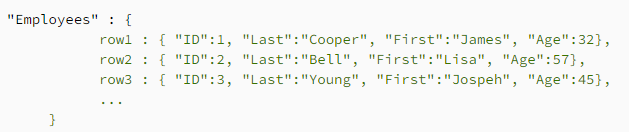 "Employees" : {
row1 : { "ID":1, "Last":"Cooper", "First":"James", "Age":32},
row2 : { "ID":2, "Last":"Bell", "First":"Lisa", "Age":57},
row3 : { "ID":3, "Last":"Young", "First":"Jospeh", "Age":45},
...
}